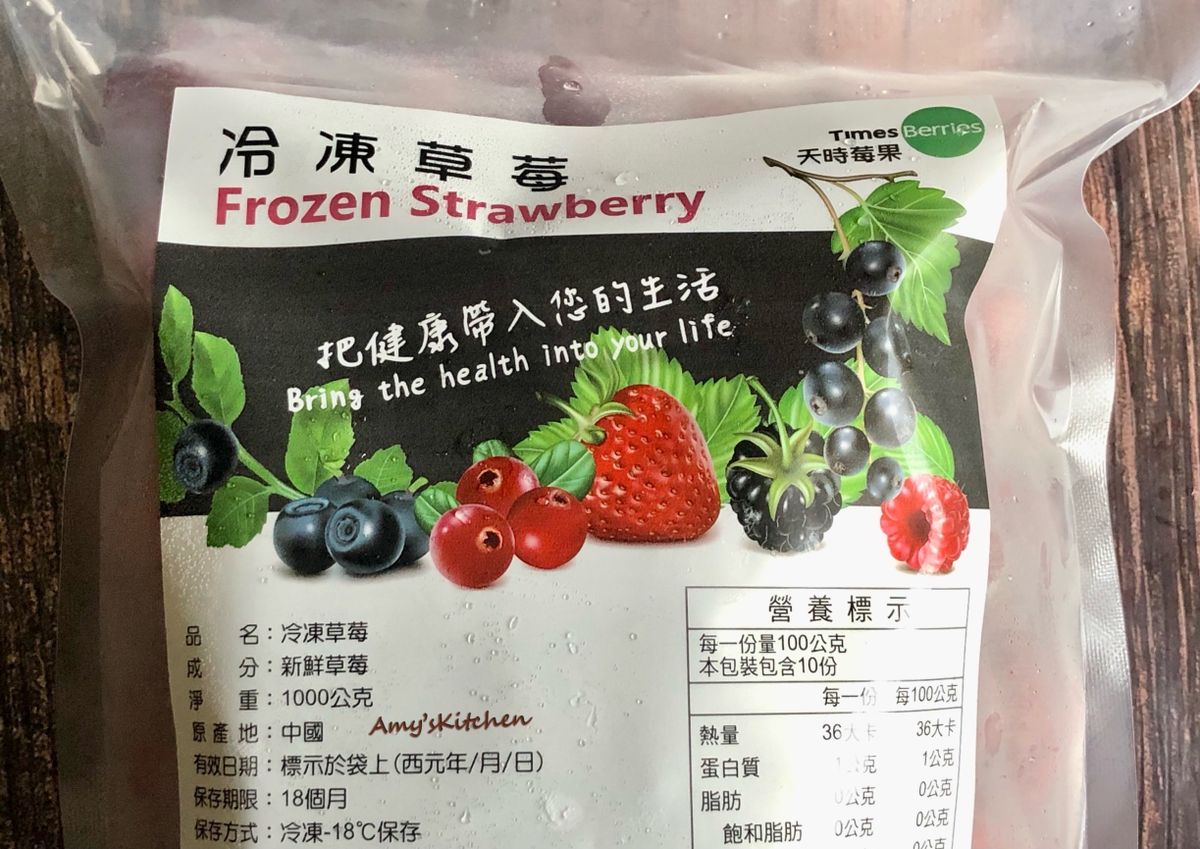 冷凍草莓
Frozen Strawberry
Times Berries
天時莓果
把健康帶入您的生活
Bring the health into your life
品名：冷凍草莓
成分：新鮮草莓
淨重：1000公克
原產地：中國
Amy'sKitchen
有效日期：標示於袋上(西元年/月/日)
保存期限：18個月
保存方式：冷凍-18℃保存
營養標示
每一份量100公克
本包裝包含10份
每一份 每100公克
熱量 36大卡 36大卡
蛋白質 1公克 1公克
脂肪 0公克 0公克
飽和脂肪 0公克 0公克
0公克